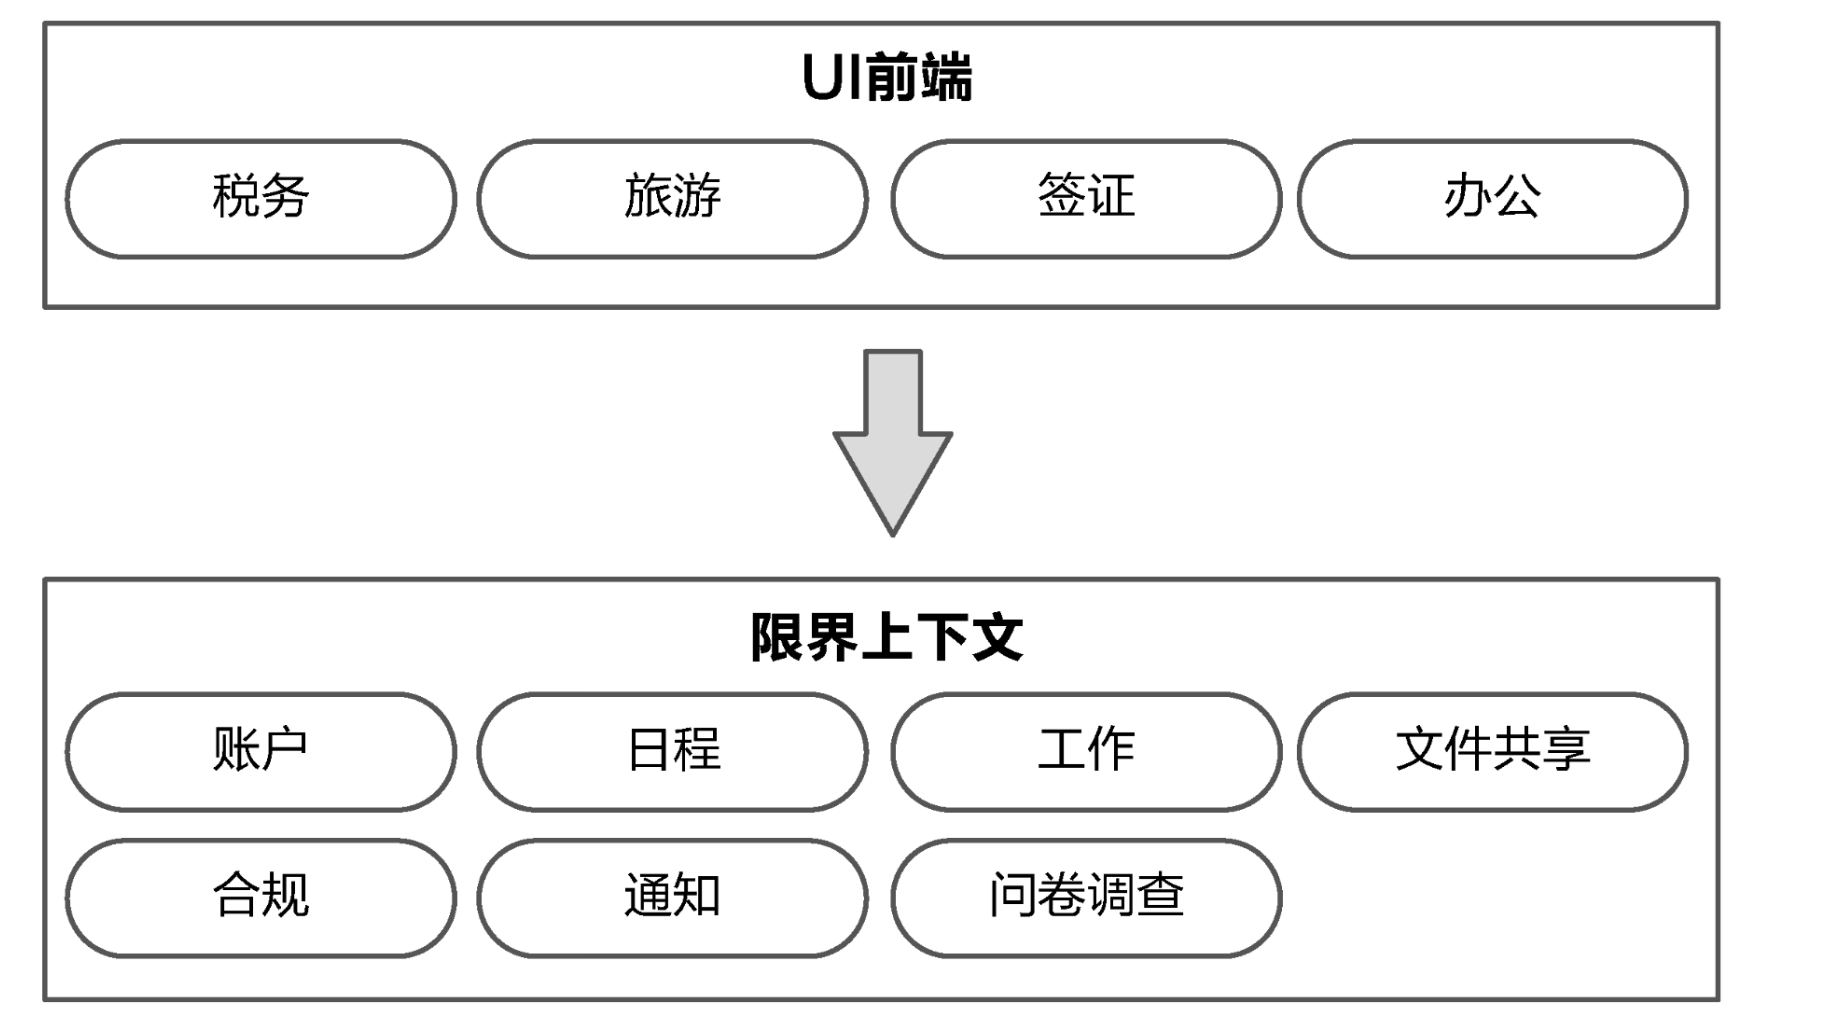 UI前端
税务 旅游 签证 办公
限界上下文
账户 日程 工作 文件共享
合规 通知 问卷调查